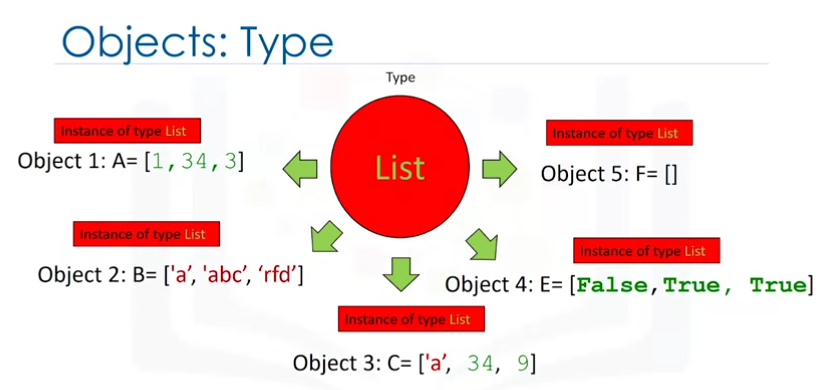 Objects: Type
Type
List
Instance of type List
Object 1: A= [1,34,3]
Instance of type List
Object 2: B= ['a’, 'abc’, ‘rfd’]
Instance of type List
Object 3: C= ['a’, 34, 9]
Instance of type List
Object 4: E= [False,True, True]
Instance of type List
Object 5: F= []